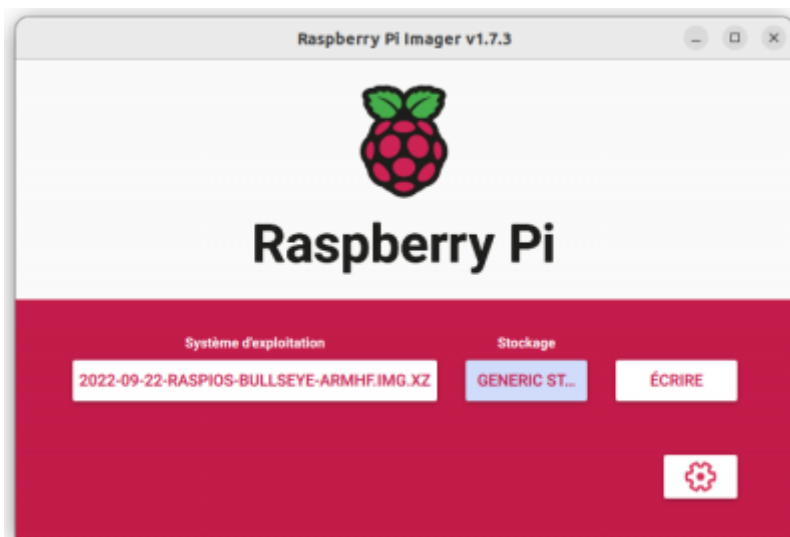 Raspberry Pi Imager v1.7.3
Raspberry Pi
Système d'exploitation
Stockage
2022-09-22-RASPIOS-BULLSEYE-ARMHF.IMG.XZ
GENERIC ST...
ÉCRIRE